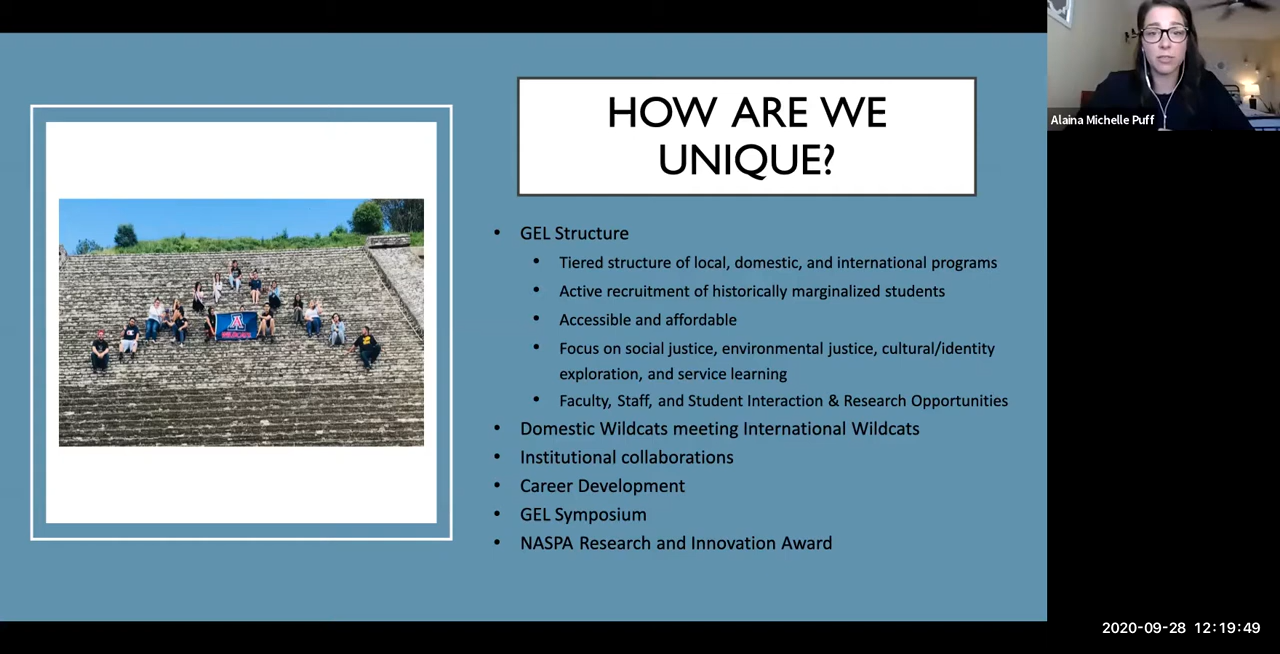 HOW ARE WE
UNIQUE?
• GEL Structure
• Tiered structure of local, domestic, and international programs
• Active recruitment of historically marginalized students
• Accessible and affordable
• Focus on social justice, environmental justice, cultural/identity
exploration, and service learning
• Faculty, Staff, and Student Interaction & Research Opportunities
• Domestic Wildcats meeting International Wildcats
• Institutional collaborations
• Career Development
• GEL Symposium
• NASPA Research and Innovation Award
A
Alaina Michelle Puff
2020-09-28 12:19:49